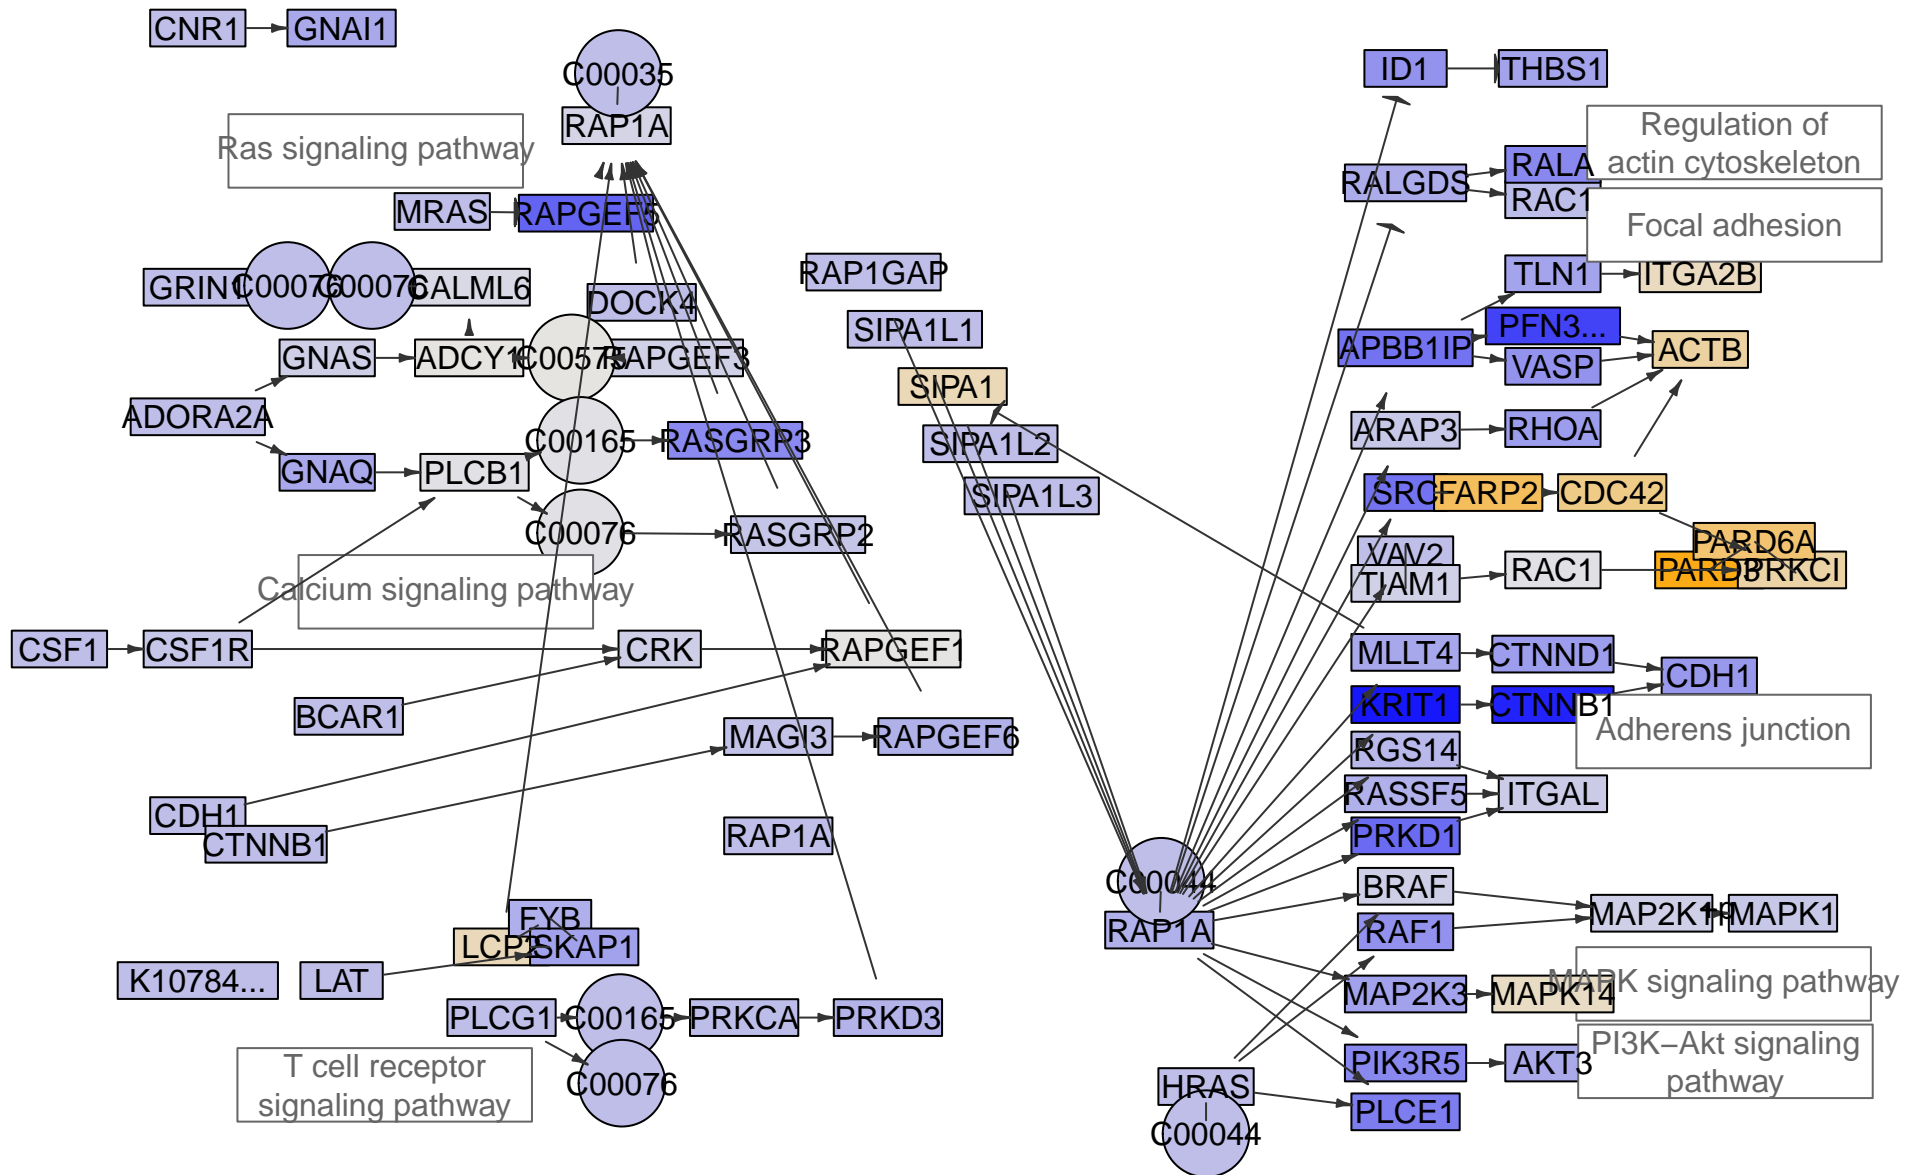 CNR1
GNAI1
C00035
RAP1A
Ras signaling pathway
MRAS
RAPGEF5
GRIN1
C00076
C00076
CALML6
DOCK4
GNAS
ADCY1
C00575
RAPGEF3
ADORA2A
C00165
RASGRP3
GNAQ
PLCB1
C00076
RASGRP2
Calcium signaling pathway
CSF1
CSF1R
CRK
RAPGEF1
BCAR1
MAGI3
RAPGEF6
CDH1
CTNNB1
RAP1A
FYB
LCP2
SKAP1
K10784...
LAT
PLCG1
C00165
PRKCA
PRKD3
C00076
T cell receptor
signaling pathway
RAP1GAP
SIPA1L1
SIPA1
SIPA1L2
SIPA1L3
C00044
RAP1A
HRAS
C00044
ID1
THBS1
Regulation of
actin cytoskeleton
RALGDS
RALA
RAC1
Focal adhesion
TLN1
ITGA2B
APBB1IP
PFN3...
VASP
ACTB
ARAP3
RHOA
SRC
FARP2
CDC42
VAV2
TIAM1
RAC1
PARD6A
PARD3
PRKCI
MLLT4
CTNND1
CDH1
KRIT1
CTNNB1
Adherens junction
RGS14
RASSF5
ITGAL
PRKD1
BRAF
RAF1
MAP2K1
+p
MAPK1
MAP2K3
MAPK14
MAPK signaling pathway
PIK3R5
AKT3
PI3K−Akt signaling
pathway
PLCE1